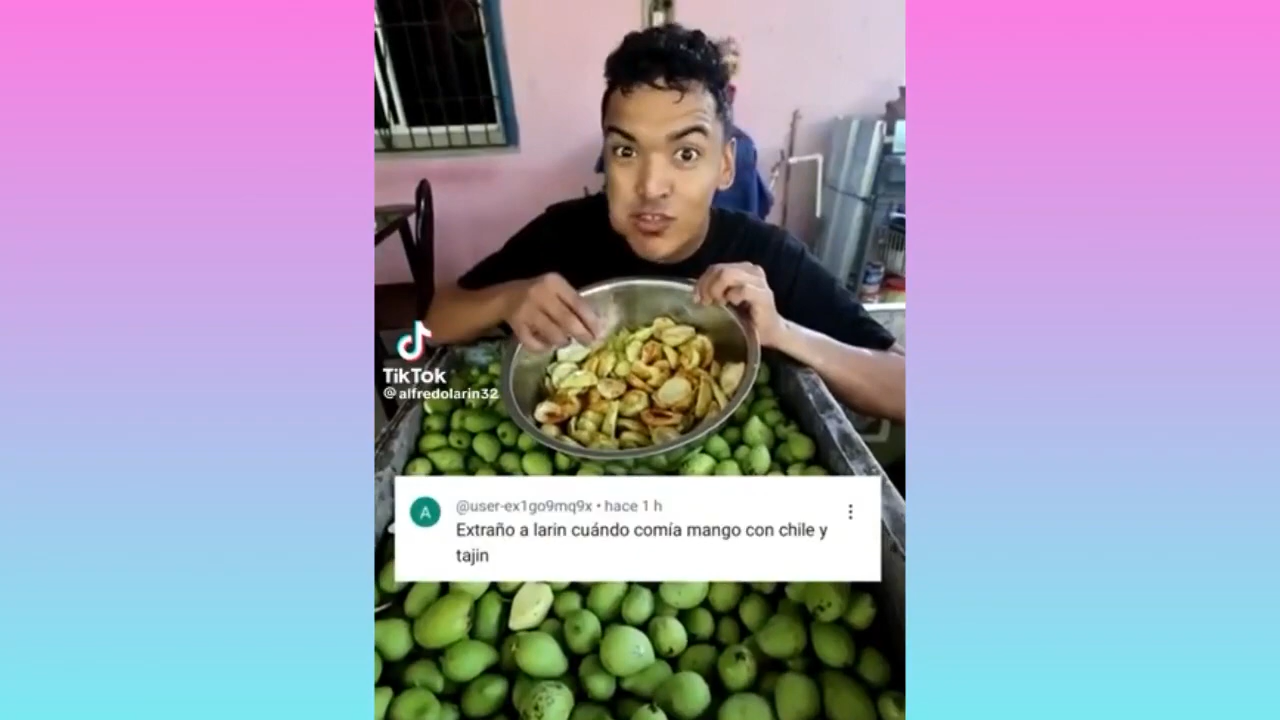 TikTok
@alfredolarin32
A
@user-ex1go9mq9x • hace 1 h
Extraño a larin cuándo comía mango con chile y
tajin